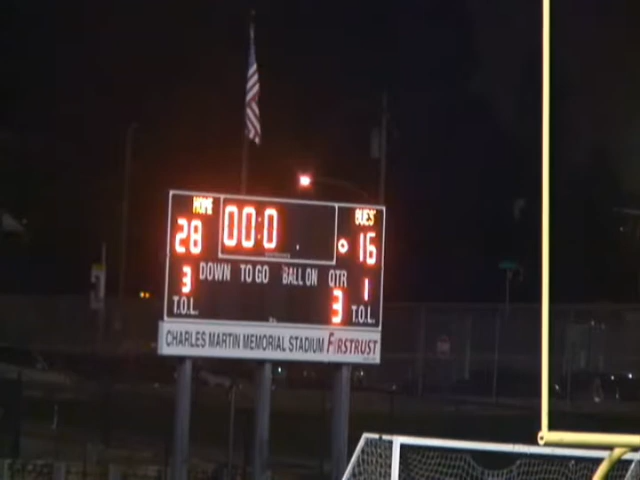 HOME GUES
00:0
28 16
DOWN TO GO BALL ON QTR
3 3 1
T.O.L. T.O.L.
CHARLES MARTIN MEMORIAL STADIUM FIRSTRUST